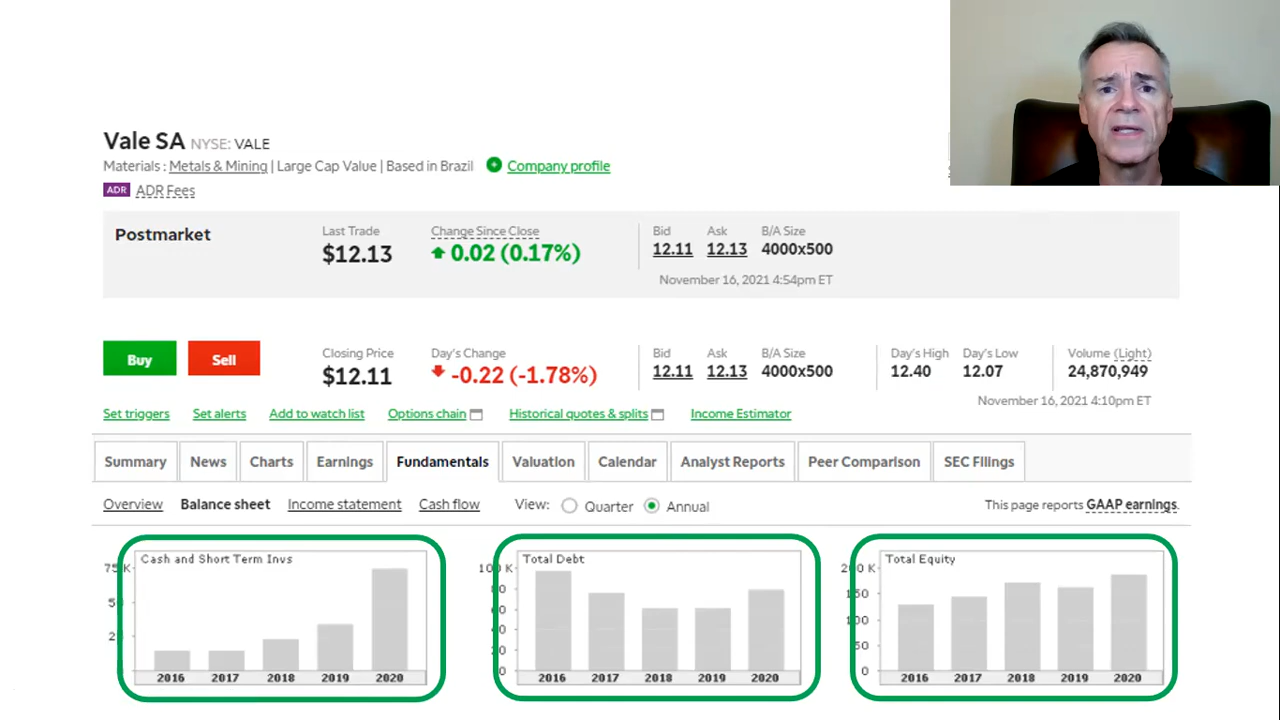 Vale SA NYSE: VALE
Materials : Metals & Mining | Large Cap Value | Based in Brazil Company profile
ADR ADR Fees
Postmarket
Last Trade
$12.13
Change Since Close
0.02 (0.17%)
Bid Ask B/A Size
12.11 12.13 4000x500
November 16, 2021 4:54pm ET
Buy Sell
Closing Price
$12.11
Day's Change
-0.22 (-1.78%)
Bid Ask B/A Size
12.11 12.13 4000x500
Day's High Day's Low
12.40 12.07
Volume (Light)
24,870,949
November 16, 2021 4:10pm ET
Set triggers Set alerts Add to watch list Options chain Historical quotes & splits Income Estimator
Summary News Charts Earnings Fundamentals Valuation Calendar Analyst Reports Peer Comparison SEC Filings
Overview Balance sheet Income statement Cash flow View: Quarter Annual This page reports GAAP earnings.
Cash and Short Term Invs
75 K
2016 2017 2018 2019 2020
Total Debt
80
60
40
20
0
2016 2017 2018 2019 2020
Total Equity
150
100
50
0
2016 2017 2018 2019 2020